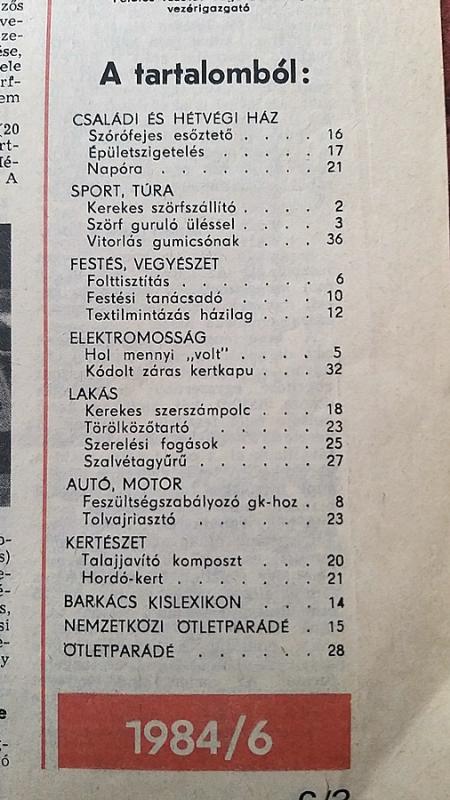 vezérigazgató
A tartalomból:
CSALÁDI ÉS HÉTVÉGI HÁZ
Szórófejes esőztető . . . . 16
Épületszigetelés . . . . . 17
Napóra . . . . . . . . 21
SPORT, TÚRA
Kerekes szörfszállító . . . . 2
Szörf guruló üléssel . . . . 3
Vitorlás gumicsónak . . . . 36
FESTÉS, VEGYÉSZET
Folttisztítás . . . . . . . 6
Festési tanácsadó . . . . 10
Textilmintázás házilag . . . 12
ELEKTROMOSSÁG
Hol mennyi „volt" . . . . 5
Kódolt záras kertkapu . . . 32
LAKÁS
Kerekes szerszámpolc . . . 18
Törölközőtartó . . . . . 23
Szerelési fogások . . . . 25
Szalvétagyűrű . . . . . . 27
AUTÓ, MOTOR
Feszültségszabályozó gk-hoz . 8
Tolvajriasztó . . . . . . 23
KERTÉSZET
Talajjavító komposzt . . . 20
Hordó-kert . . . . . . . 21
BARKÁCS KISLEXIKON . . . 14
NEMZETKÖZI ÖTLETPARÁDÉ . 15
ÖTLETPARÁDÉ . . . . . . 28
1984/6